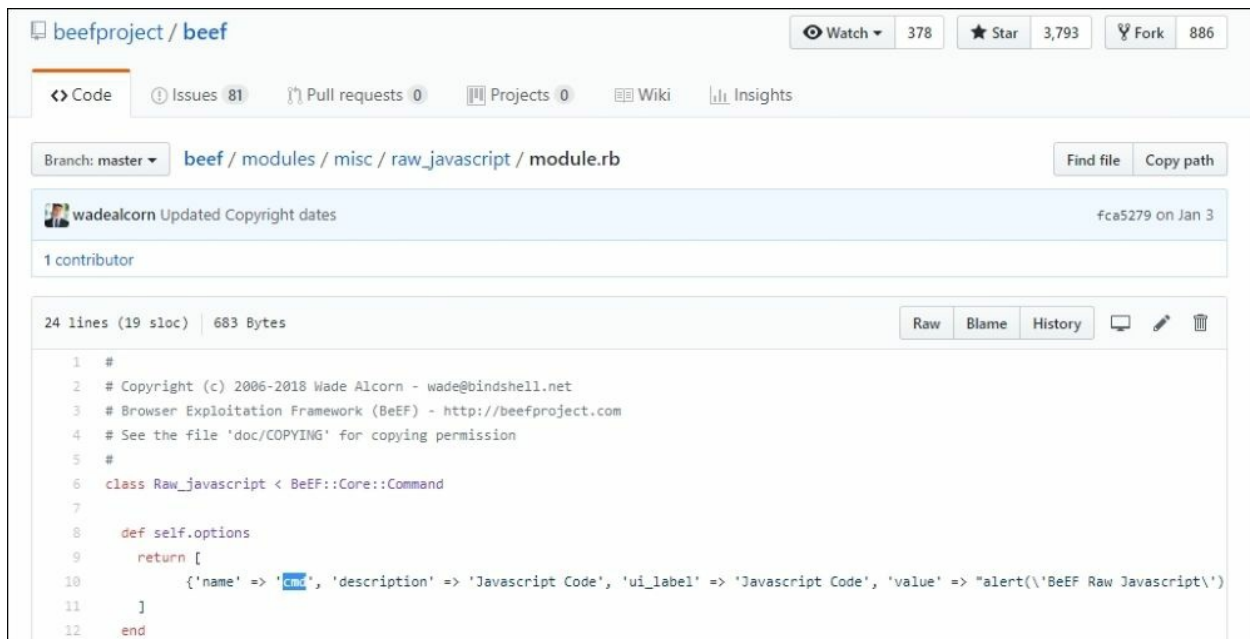 beefproject / beef
Watch 378 Star 3,793 Fork 886
Code Issues 81 Pull requests 0 Projects 0 Wiki Insights
Branch: master beef / modules / misc / raw_javascript / module.rb Find file Copy path
wadealcorn Updated Copyright dates fca5279 on Jan 3
1 contributor
24 lines (19 sloc) 683 Bytes Raw Blame History
1 #
2 # Copyright (c) 2006-2018 Wade Alcorn - wade@bindshell.net
3 # Browser Exploitation Framework (BeEF) - http://beefproject.com
4 # See the file 'doc/COPYING' for copying permission
5 #
6 class Raw_javascript < BeEF::Core::Command
7
8 def self.options
9 return [
10 {'name' => 'cmd', 'description' => 'Javascript Code', 'ui_label' => 'Javascript Code', 'value' => "alert(\'BeEF Raw Javascript\')
11 ]
12 end